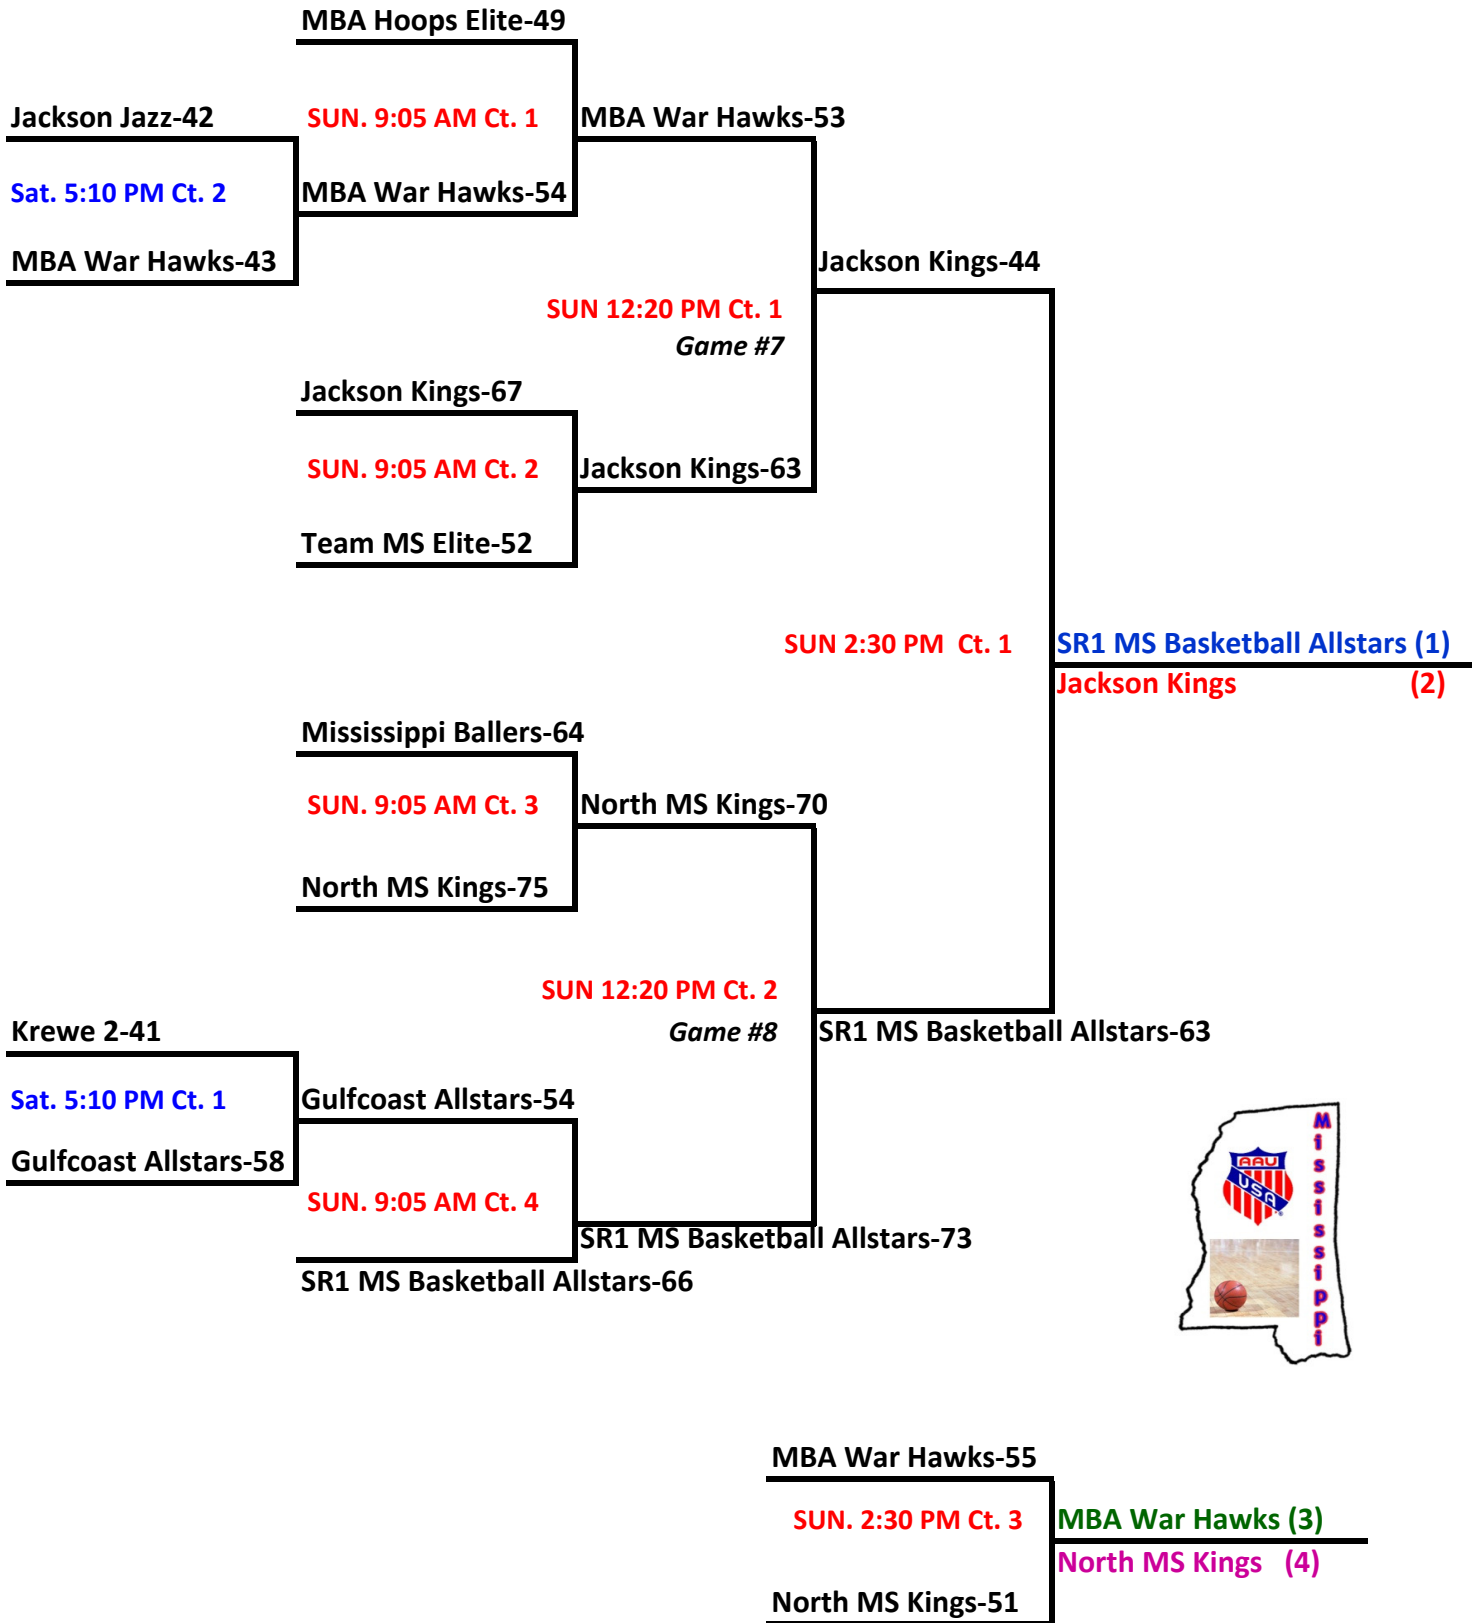 MBA Hoops Elite-49
Jackson Jazz-42
SUN. 9:05 AM Ct. 1
MBA War Hawks-53
Sat. 5:10 PM Ct. 2
MBA War Hawks-54
MBA War Hawks-43
Jackson Kings-44
SUN 12:20 PM Ct. 1
Game #7
Jackson Kings-67
SUN. 9:05 AM Ct. 2
Jackson Kings-63
Team MS Elite-52
SUN 2:30 PM Ct. 1
SR1 MS Basketball Allstars (1)
Jackson Kings (2)
Mississippi Ballers-64
SUN. 9:05 AM Ct. 3
North MS Kings-70
North MS Kings-75
SUN 12:20 PM Ct. 2
Game #8
Krewe 2-41
SR1 MS Basketball Allstars-63
Sat. 5:10 PM Ct. 1
Gulfcoast Allstars-54
Gulfcoast Allstars-58
SUN. 9:05 AM Ct. 4
SR1 MS Basketball Allstars-73
SR1 MS Basketball Allstars-66
Mississippi
AAU
USA
MBA War Hawks-55
SUN. 2:30 PM Ct. 3
MBA War Hawks (3)
North MS Kings (4)
North MS Kings-51